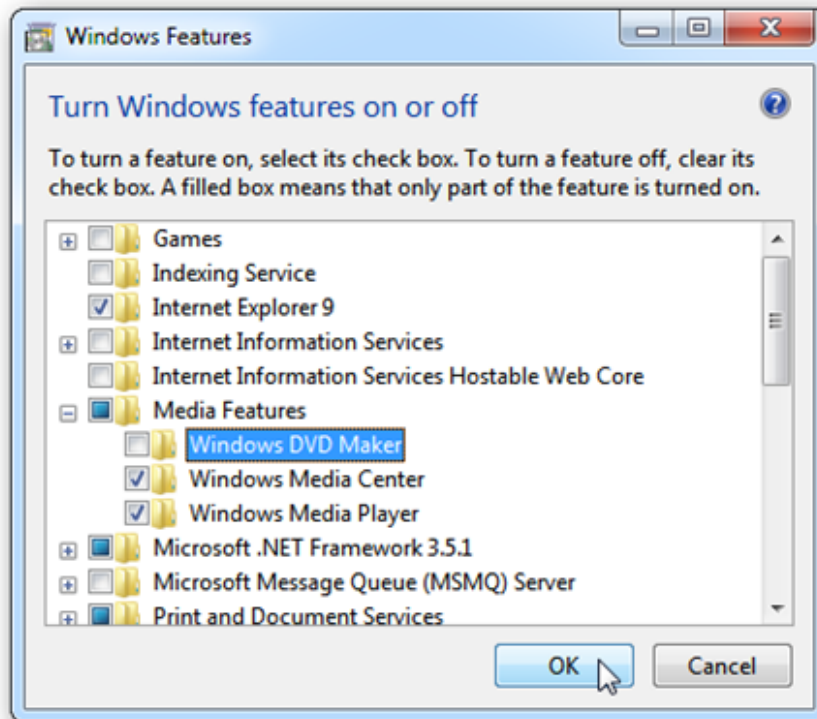 Windows Features
Turn Windows features on or off
To turn a feature on, select its check box. To turn a feature off, clear its
check box. A filled box means that only part of the feature is turned on.
Games
Indexing Service
Internet Explorer 9
Internet Information Services
Internet Information Services Hostable Web Core
Media Features
Windows DVD Maker
Windows Media Center
Windows Media Player
Microsoft .NET Framework 3.5.1
Microsoft Message Queue (MSMQ) Server
Print and Document Services
OK Cancel